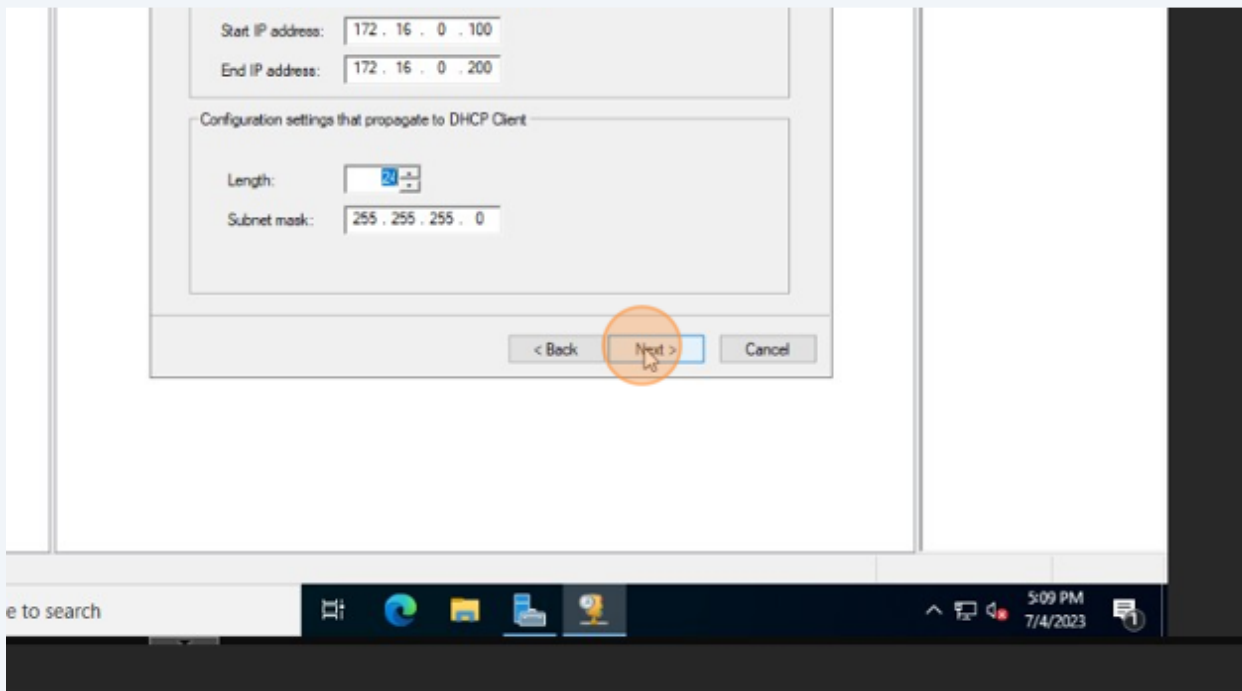 Start IP address: 172 . 16 . 0 . 100
End IP address: 172 . 16 . 0 . 200
Configuration settings that propagate to DHCP Client
Length: 24
Subnet mask: 255 . 255 . 255 . 0
< Back Next > Cancel
e to search
5:09 PM
7/4/2023
1